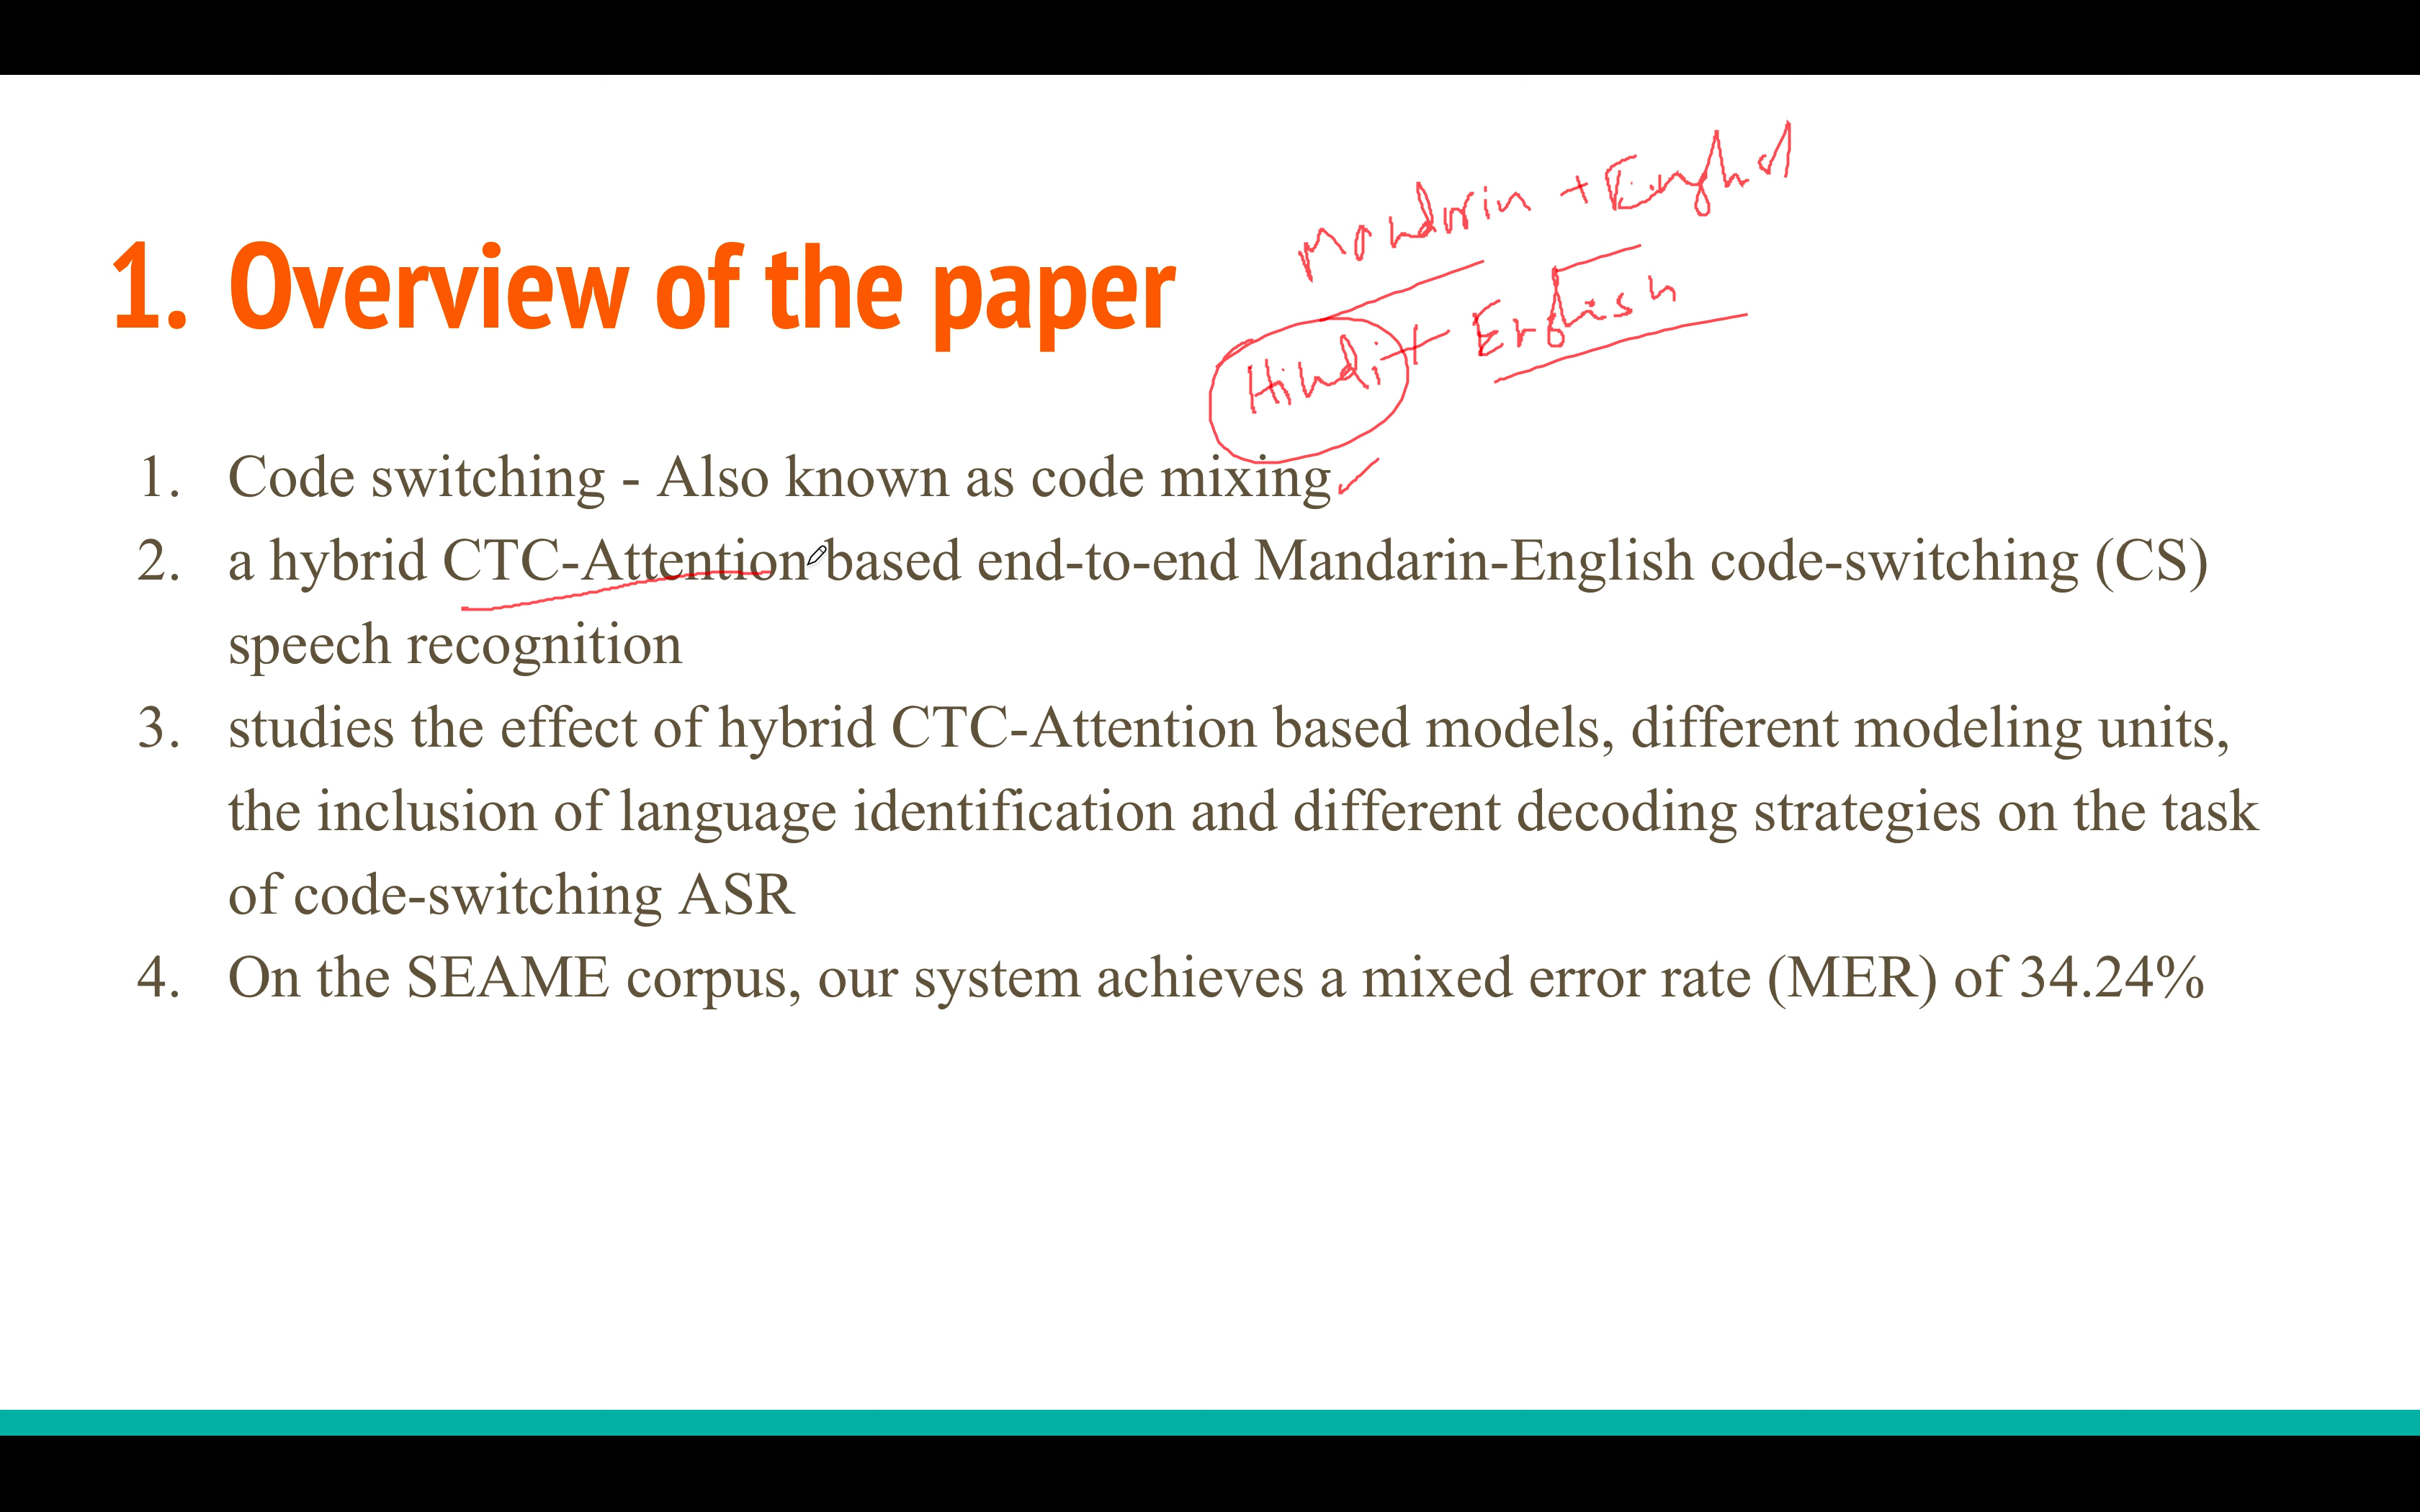 Mandarin + English
1. Overview of the paper
Hindi + English
1. Code switching - Also known as code mixing
2. a hybrid CTC-Attention based end-to-end Mandarin-English code-switching (CS)
speech recognition
3. studies the effect of hybrid CTC-Attention based models, different modeling units,
the inclusion of language identification and different decoding strategies on the task
of code-switching ASR
4. On the SEAME corpus, our system achieves a mixed error rate (MER) of 34.24%